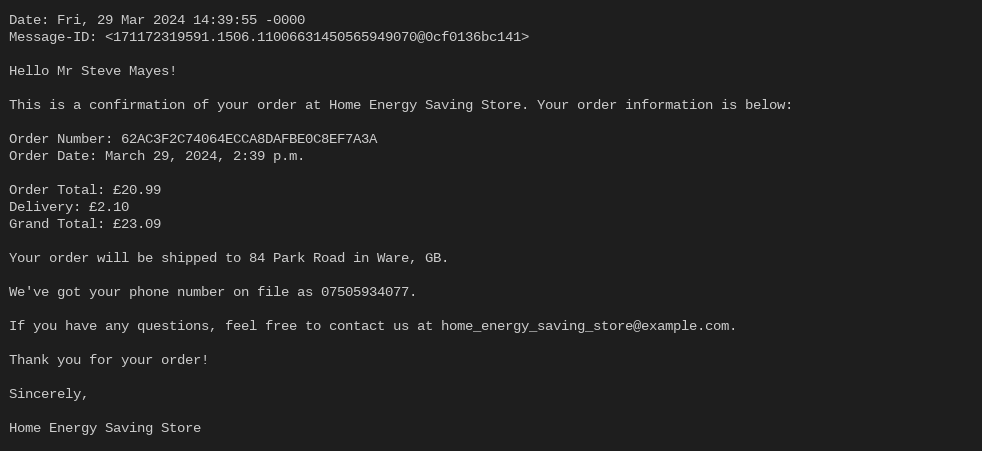 Date: Fri, 29 Mar 2024 14:39:55 -0000
Message-ID: <171172319591.1506.11006631450565949070@0cf0136bc141>
Hello Mr Steve Mayes!
This is a confirmation of your order at Home Energy Saving Store. Your order information is below:
Order Number: 62AC3F2C74064ECCA8DAFBE0C8EF7A3A
Order Date: March 29, 2024, 2:39 p.m.
Order Total: £20.99
Delivery: £2.10
Grand Total: £23.09
Your order will be shipped to 84 Park Road in Ware, GB.
We've got your phone number on file as 07505934077.
If you have any questions, feel free to contact us at home_energy_saving_store@example.com.
Thank you for your order!
Sincerely,
Home Energy Saving Store